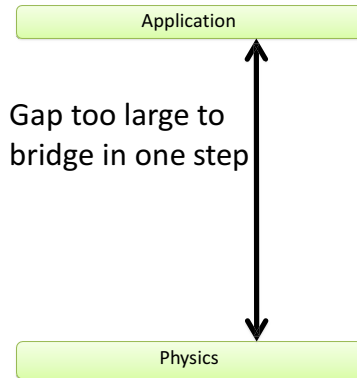 Application
Gap too large to
bridge in one step
Physics